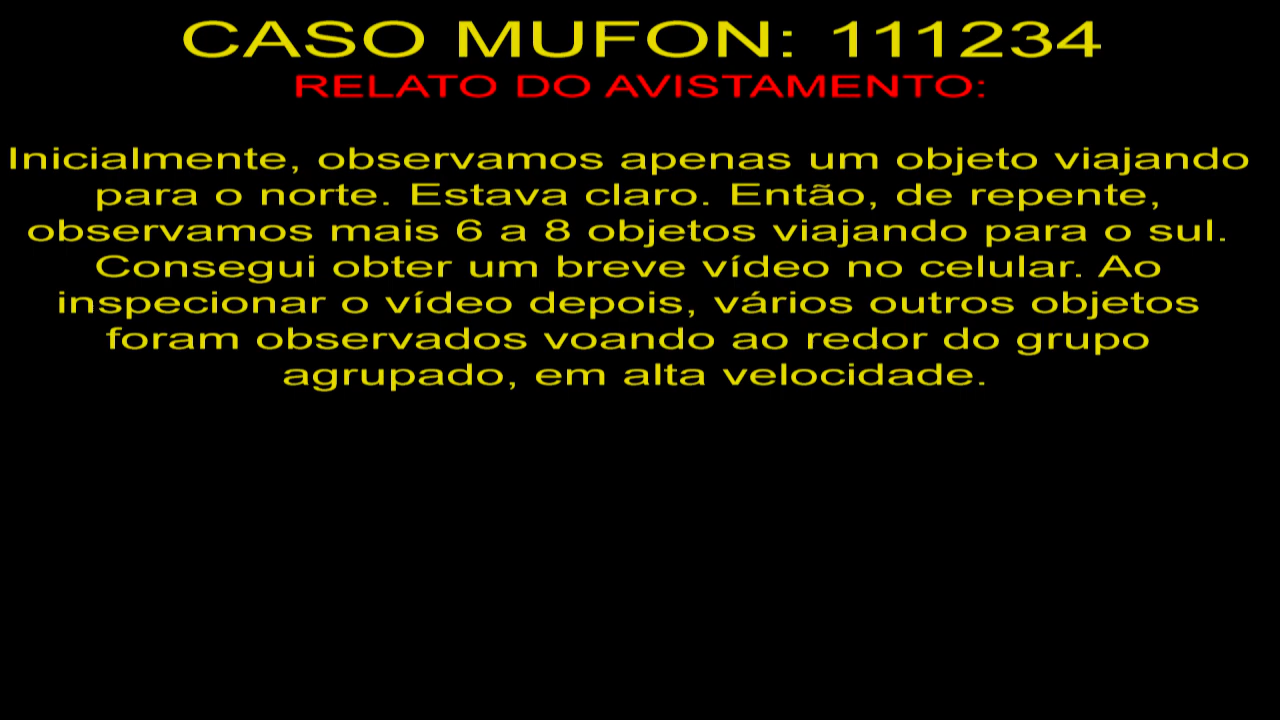 CASO MUFON: 111234
RELATO DO AVISTAMENTO:
Inicialmente, observamos apenas um objeto viajando
para o norte. Estava claro. Então, de repente,
observamos mais 6 a 8 objetos viajando para o sul.
Consegui obter um breve vídeo no celular. Ao
inspecionar o vídeo depois, vários outros objetos
foram observados voando ao redor do grupo
agrupado, em alta velocidade.